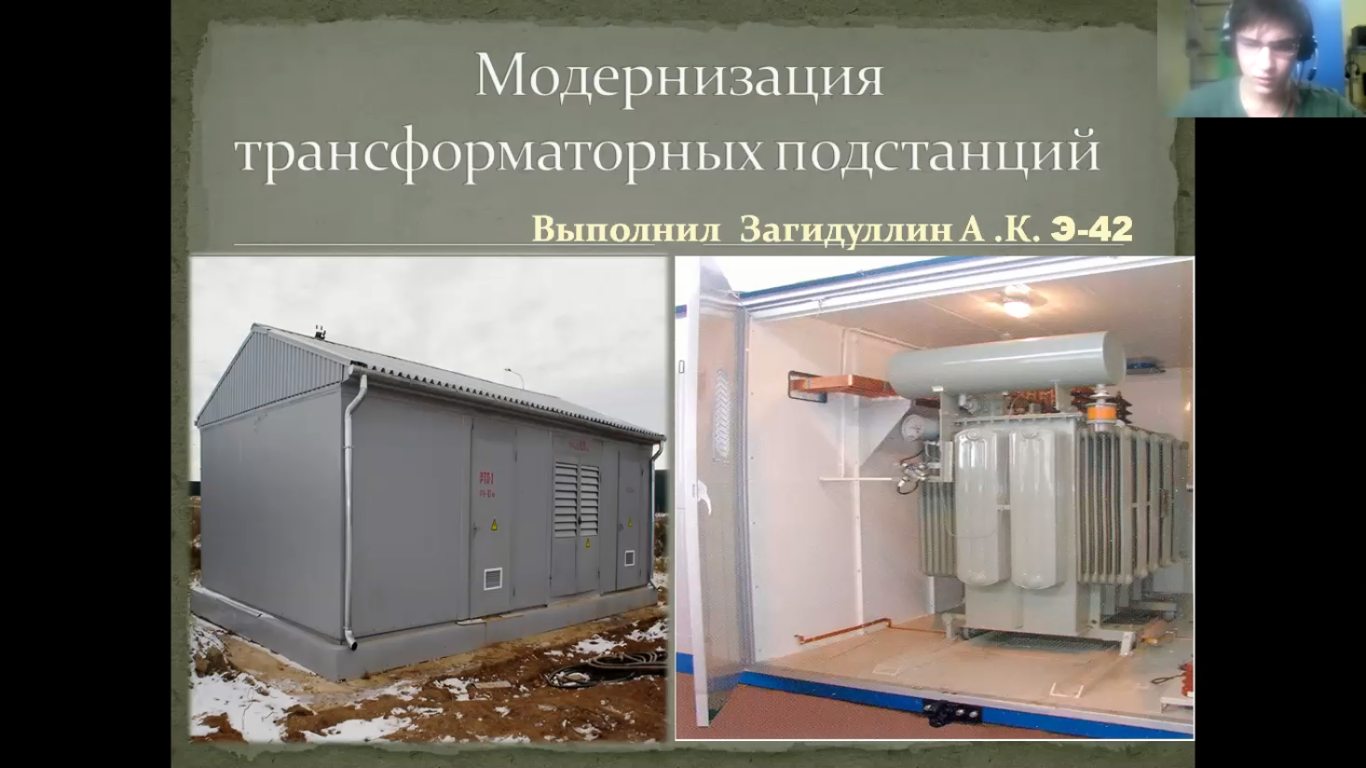 Модернизация
трансформаторных подстанций
Выполнил Загидуллин А .К. Э-42